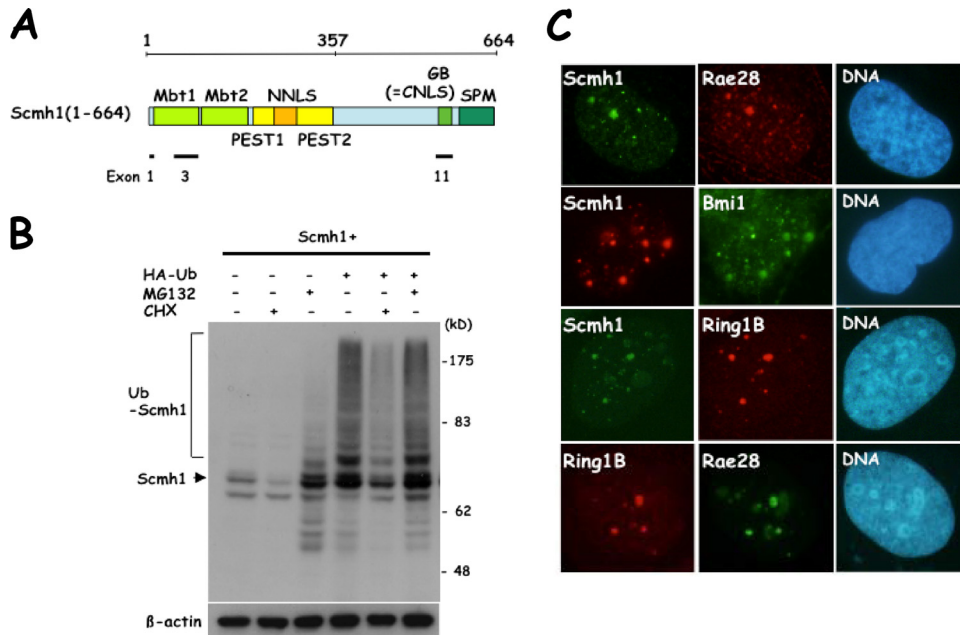 A
1 357 664
GB
(=CNLS) SPM
Mbt1 Mbt2 NNLS
Scmh1(1-664)
PEST1 PEST2
Exon 1 3 11
B
Scmh1+
HA-Ub - - - + + +
MG132 - - + - - +
CHX - + - - + -
(kD)
- 175
Ub
-Scmh1
- 83
Scmh1
- 62
- 48
ß-actin
C
Scmh1 Rae28 DNA
Scmh1 Bmi1 DNA
Scmh1 Ring1B DNA
Ring1B Rae28 DNA